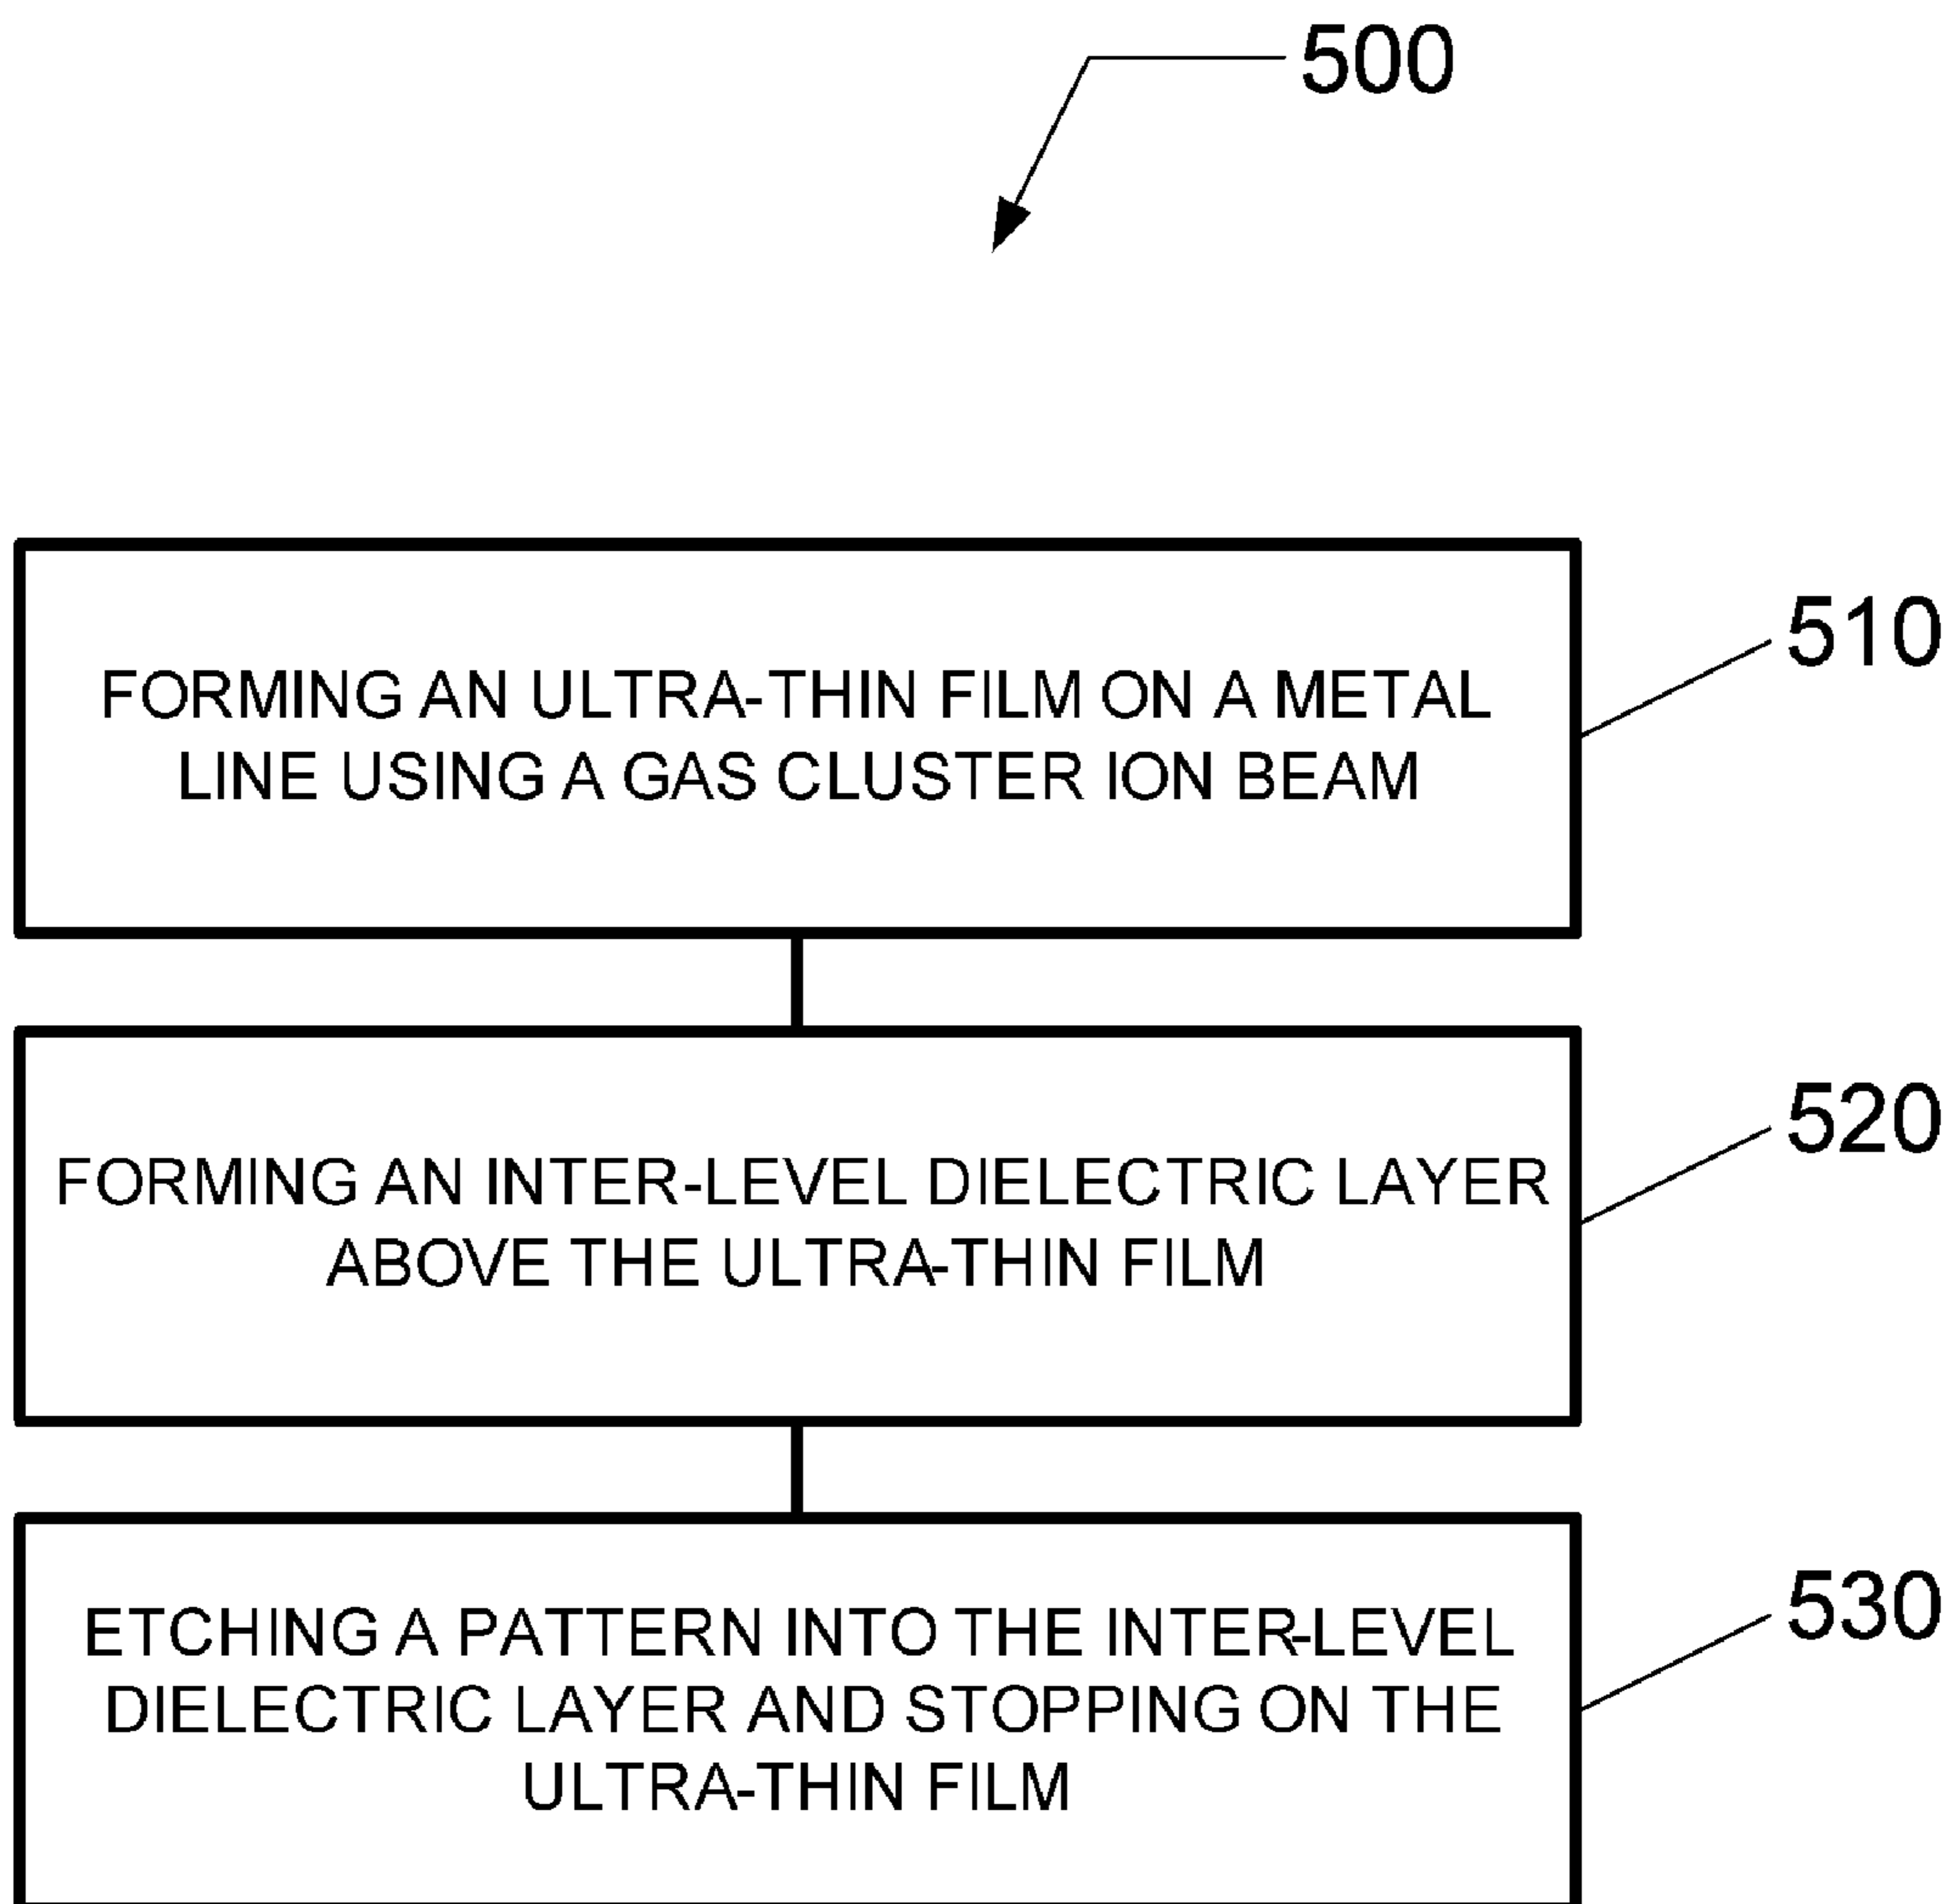 500
FORMING AN ULTRA-THIN FILM ON A METAL
LINE USING A GAS CLUSTER ION BEAM
510
FORMING AN INTER-LEVEL DIELECTRIC LAYER
ABOVE THE ULTRA-THIN FILM
520
ETCHING A PATTERN INTO THE INTER-LEVEL
DIELECTRIC LAYER AND STOPPING ON THE
ULTRA-THIN FILM
530